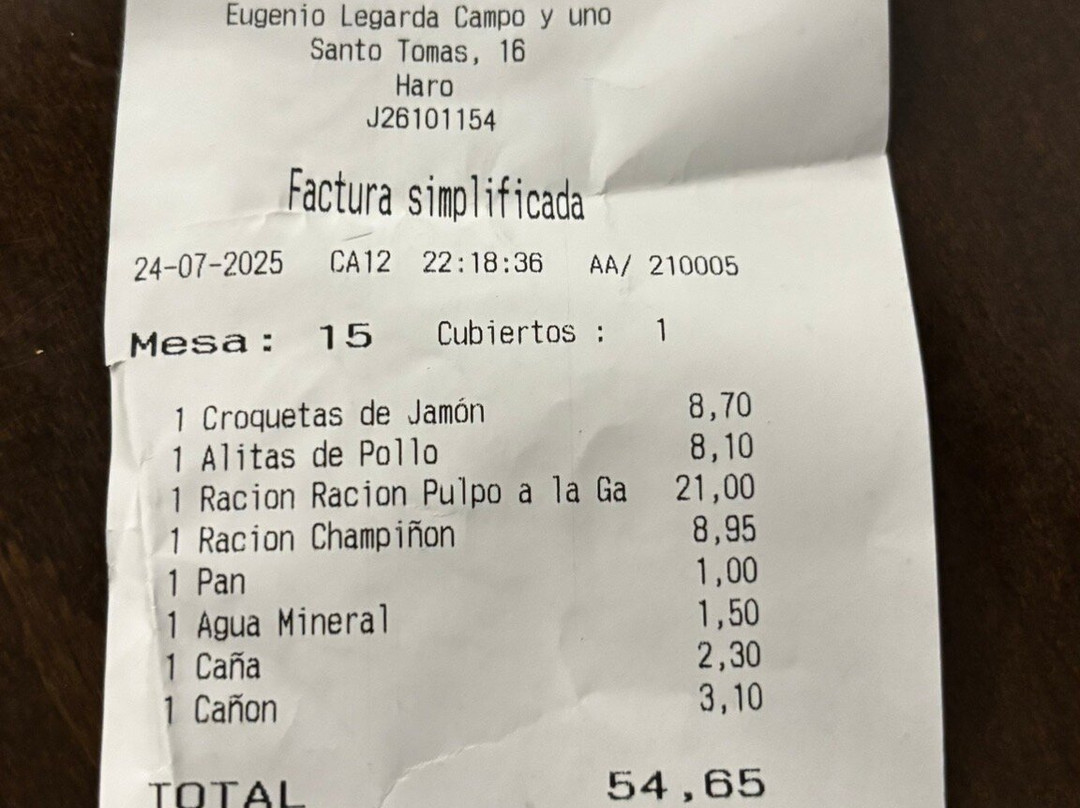 Eugenio Legarda Campo y uno
Santo Tomas, 16
Haro
J26101154
Factura simplificada
24-07-2025 CA12 22:18:36 AA/ 210005
Mesa: 15 Cubiertos : 1
1 Croquetas de Jamón 8,70
1 Alitas de Pollo 8,10
1 Racion Racion Pulpo a la Ga 21,00
1 Racion Champiñon 8,95
1 Pan 1,00
1 Agua Mineral 1,50
1 Caña 2,30
1 Cañon 3,10
TOTAL 54,65